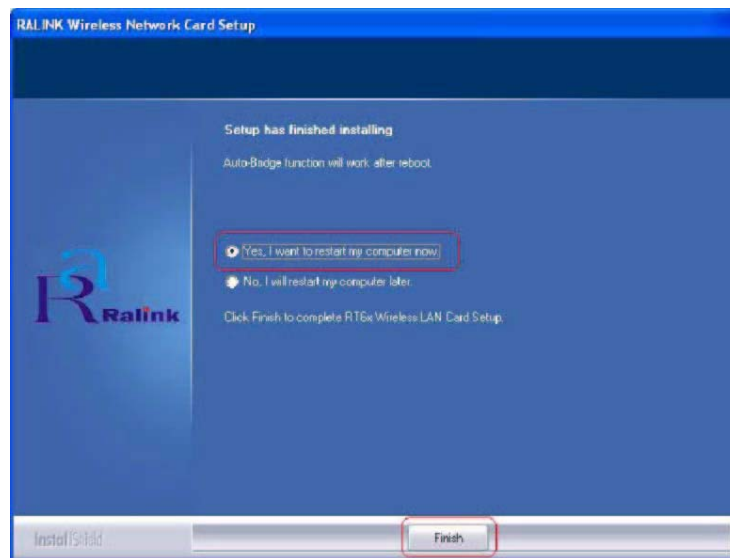 RALINK Wireless Network Card Setup
Setup has finished installing
Auto-Badge function will work after reboot.
Yes, I want to restart my computer now.
No, I will restart my computer later.
Ralink
Click Finish to complete RT6x Wireless LAN Card Setup.
InstallShield
Finish